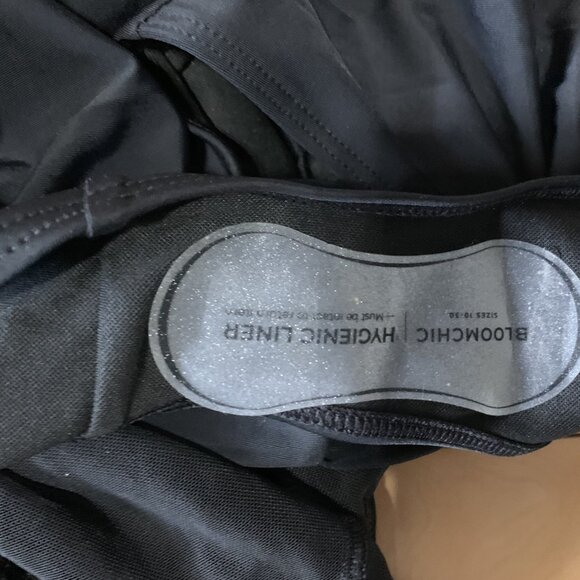 BLOOMCHIC | HYGIENIC LINER
SIZES 10-30
—Must be intact to return item